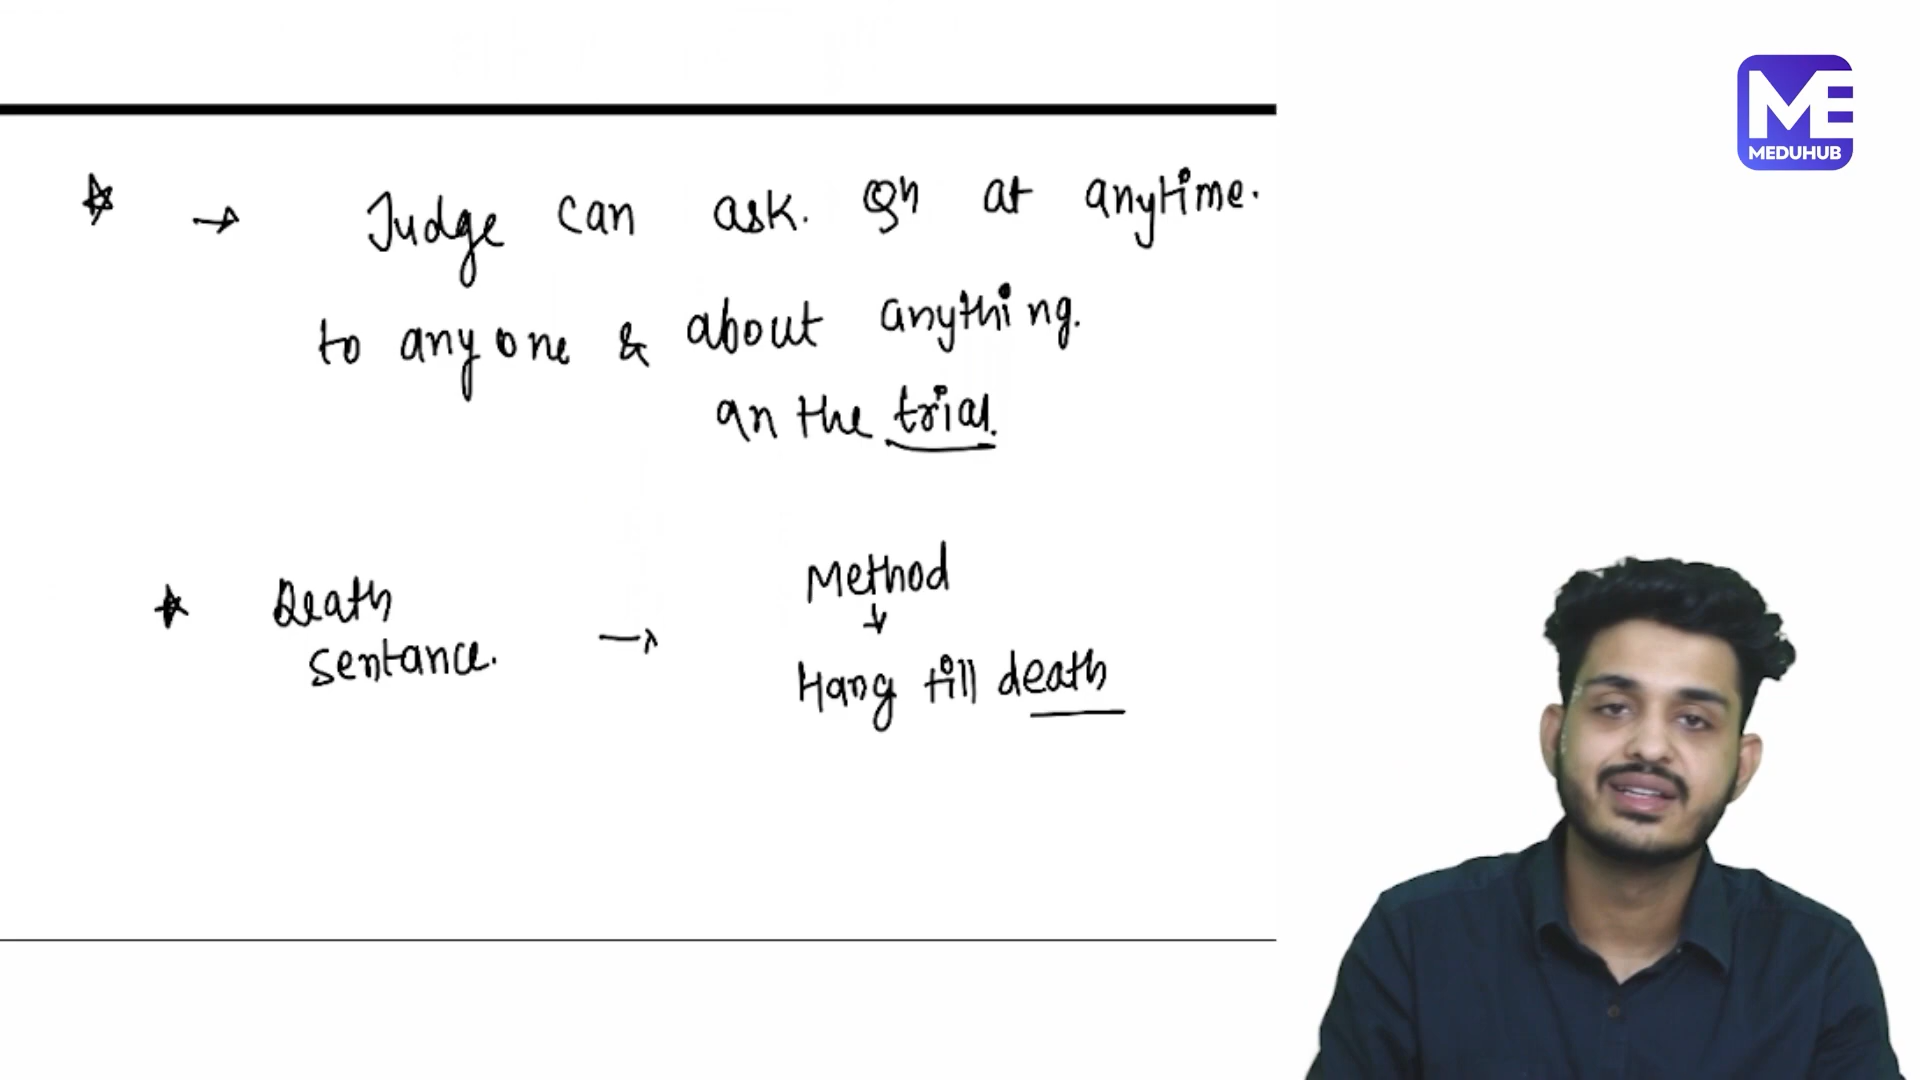 Judge can ask. Qn at anytime.
to anyone & about anything.
an the trial.
Death
sentance.
Method
Hang till death
ME
MEDUHUB